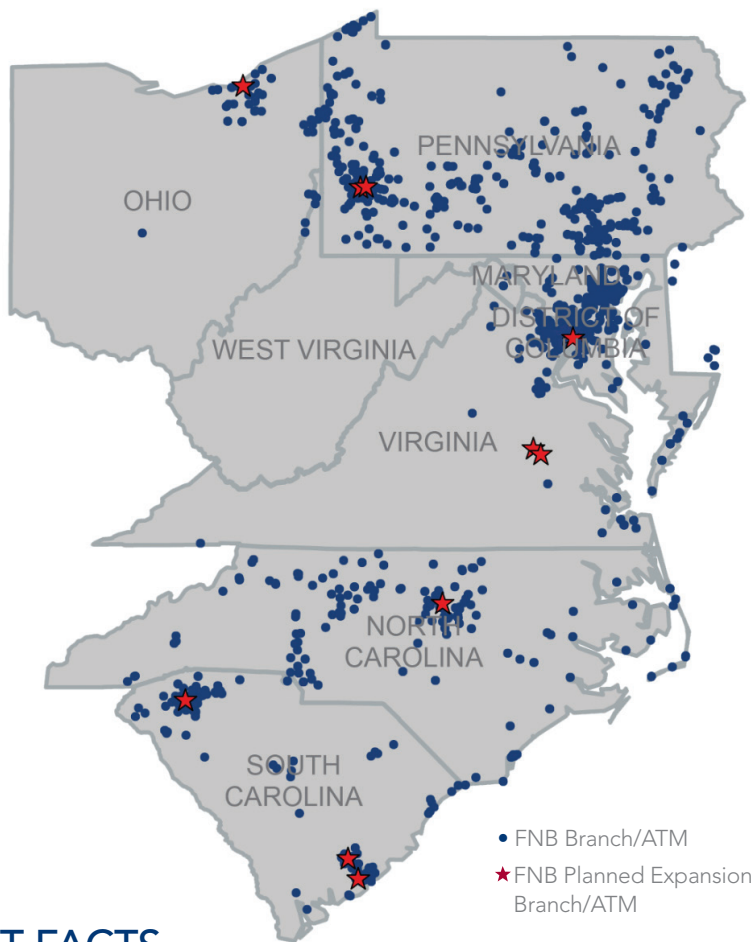 PENNSYLVANIA
OHIO
MARYLAND
DISTRICT OF
COLUMBIA
WEST VIRGINIA
VIRGINIA
NORTH
CAROLINA
SOUTH
CAROLINA
FNB Branch/ATM
FNB Planned Expansion
Branch/ATM
T FACTS